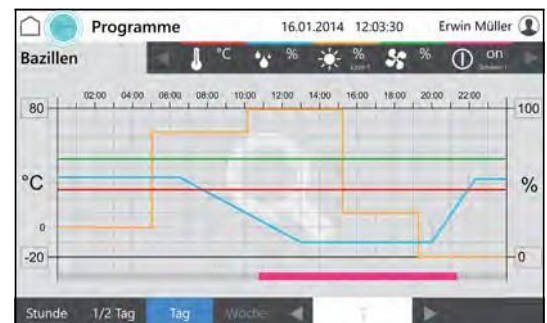 Programme 16.01.2014 12:03:30 Erwin Müller
Bazillen °C % % % on
02:00 04:00 06:00 08:00 10:00 12:00 14:00 16:00 18:00 20:00 22:00
80 100
°C %
0
-20 0
Stunde 1/2 Tag Tag Woche